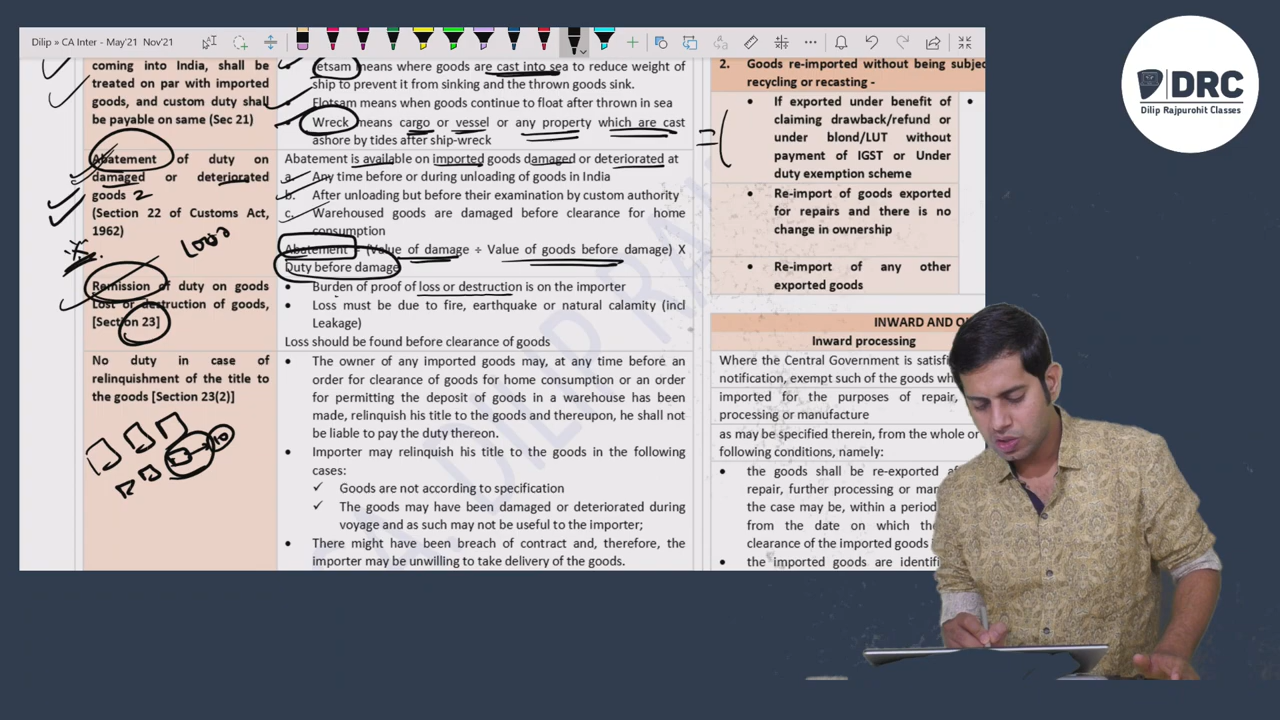 Dilip » CA Inter - May'21 Nov'21
DRC
Dilip Rajpurohit Classes
coming into India, shall be
treated on par with imported
goods, and custom duty shall
be payable on same (Sec 21)
Jetsam means where goods are cast into sea to reduce weight of
ship to prevent it from sinking and the thrown goods sink.
Flotsam means when goods continue to float after thrown in sea
Wreck means cargo or vessel or any property which are cast
ashore by tides after ship-wreck
Abatement of duty on
damaged or deteriorated
goods 2
(Section 22 of Customs Act,
1962)
Abatement is available on imported goods damaged or deteriorated at
a. Any time before or during unloading of goods in India
b. After unloading but before their examination by custom authority
c. Warehoused goods are damaged before clearance for home
consumption
Abatement = (Value of damage ÷ Value of goods before damage) X
Duty before damage
Remission of duty on goods
Lost or destruction of goods,
[Section 23]
• Burden of proof of loss or destruction is on the importer
• Loss must be due to fire, earthquake or natural calamity (incl
Leakage)
Loss should be found before clearance of goods
No duty in case of
relinquishment of the title to
the goods [Section 23(2)]
10
• The owner of any imported goods may, at any time before an
order for clearance of goods for home consumption or an order
for permitting the deposit of goods in a warehouse has been
made, relinquish his title to the goods and thereupon, he shall not
be liable to pay the duty thereon.
• Importer may relinquish his title to the goods in the following
cases:
✓ Goods are not according to specification
✓ The goods may have been damaged or deteriorated during
voyage and as such may not be useful to the importer;
• There might have been breach of contract and, therefore, the
importer may be unwilling to take delivery of the goods.
2. Goods re-imported without being subjec
recycling or recasting -
• If exported under benefit of
claiming drawback/refund or
under blond/LUT without
payment of IGST or Under
duty exemption scheme
• Re-import of goods exported
for repairs and there is no
change in ownership
• Re-import of any other
exported goods
INWARD AND
Inward processing
Where the Central Government is satisfi
notification, exempt such of the goods
imported for the purposes of repair,
processing or manufacture
as may be specified therein, from the whole or
following conditions, namely:
• the goods shall be re-exported
repair, further processing or
the case may be, within a period
from the date on which the
clearance of the imported goods
• the imported goods are